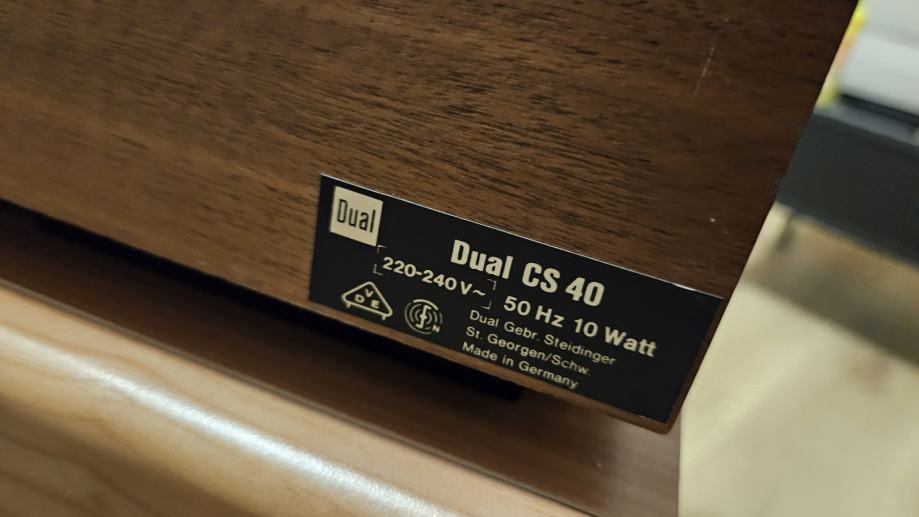 Dual
Dual CS 40
220-240 V~ 50 Hz 10 Watt
VDE
FN
Dual Gebr. Steidinger
St. Georgen/Schw.
Made in Germany